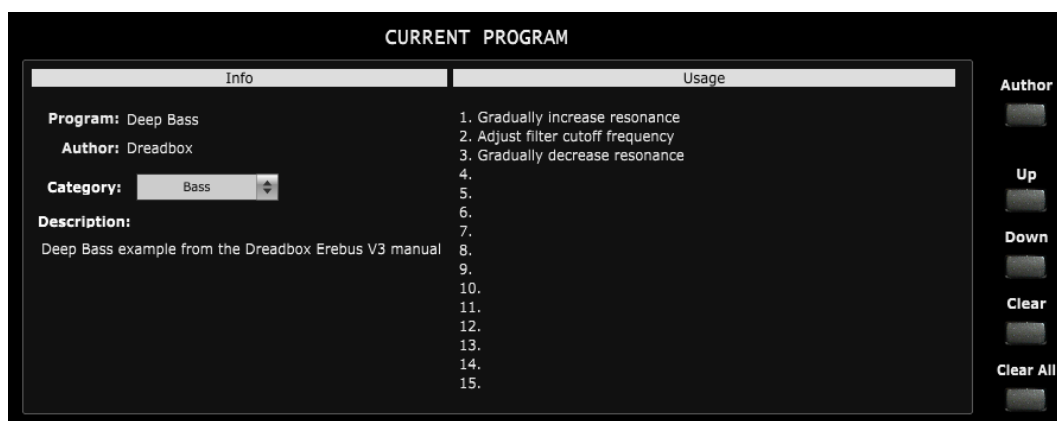 CURRENT PROGRAM
Info
Program: Deep Bass
Author: Dreadbox
Category: Bass
Description:
Deep Bass example from the Dreadbox Erebus V3 manual
Usage
1. Gradually increase resonance
2. Adjust filter cutoff frequency
3. Gradually decrease resonance
4.
5.
6.
7.
8.
9.
10.
11.
12.
13.
14.
15.
Author
Up
Down
Clear
Clear All